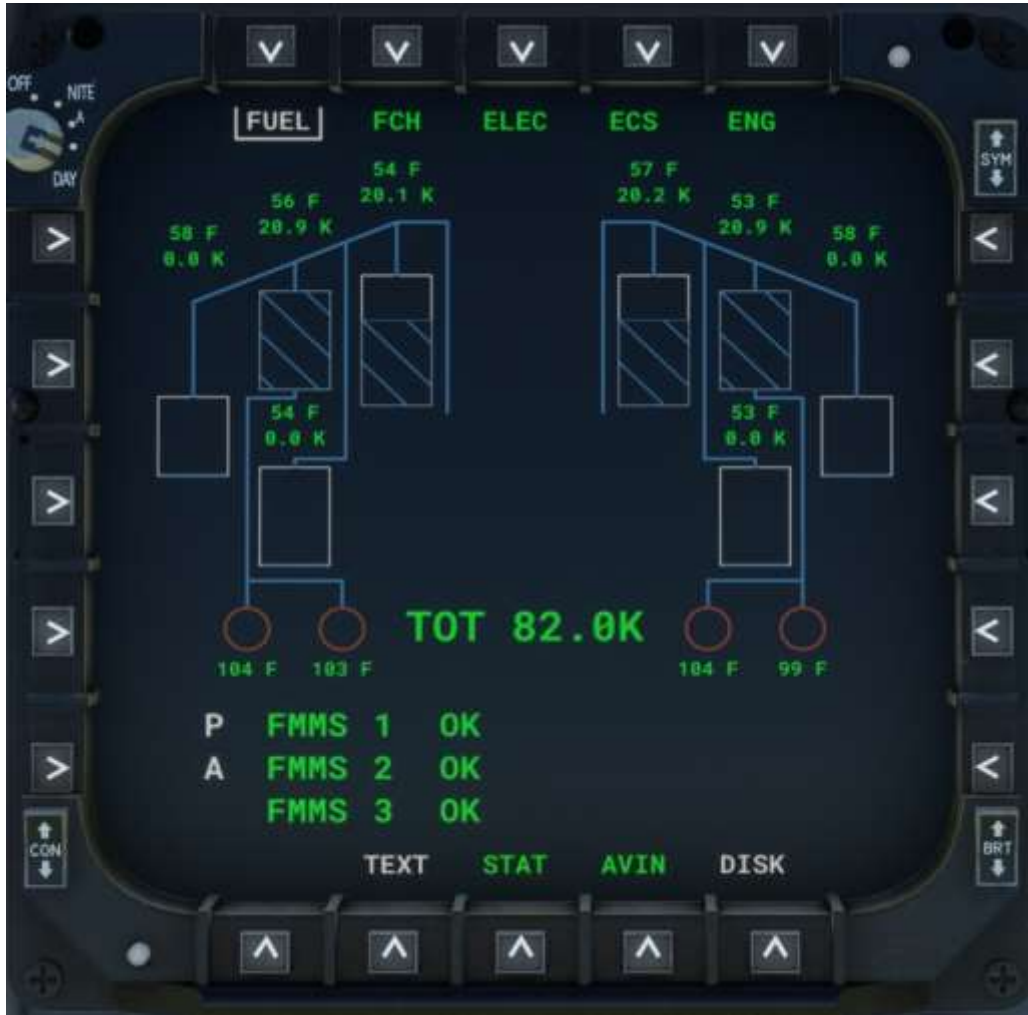 OFF NITE
A
DAY
FUEL FCH ELEC ECS ENG
SYM
54 F 57 F
20.1 K 20.2 K
56 F 53 F
20.9 K 20.9 K
58 F 58 F
0.0 K 0.0 K
54 F 53 F
0.0 K 0.0 K
TOT 82.0K
104 F 103 F 104 F 99 F
P FMMS 1 OK
A FMMS 2 OK
FMMS 3 OK
CON BRT
TEXT STAT AVIN DISK